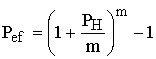 P_ef = (1 + P_H/m)^m − 1